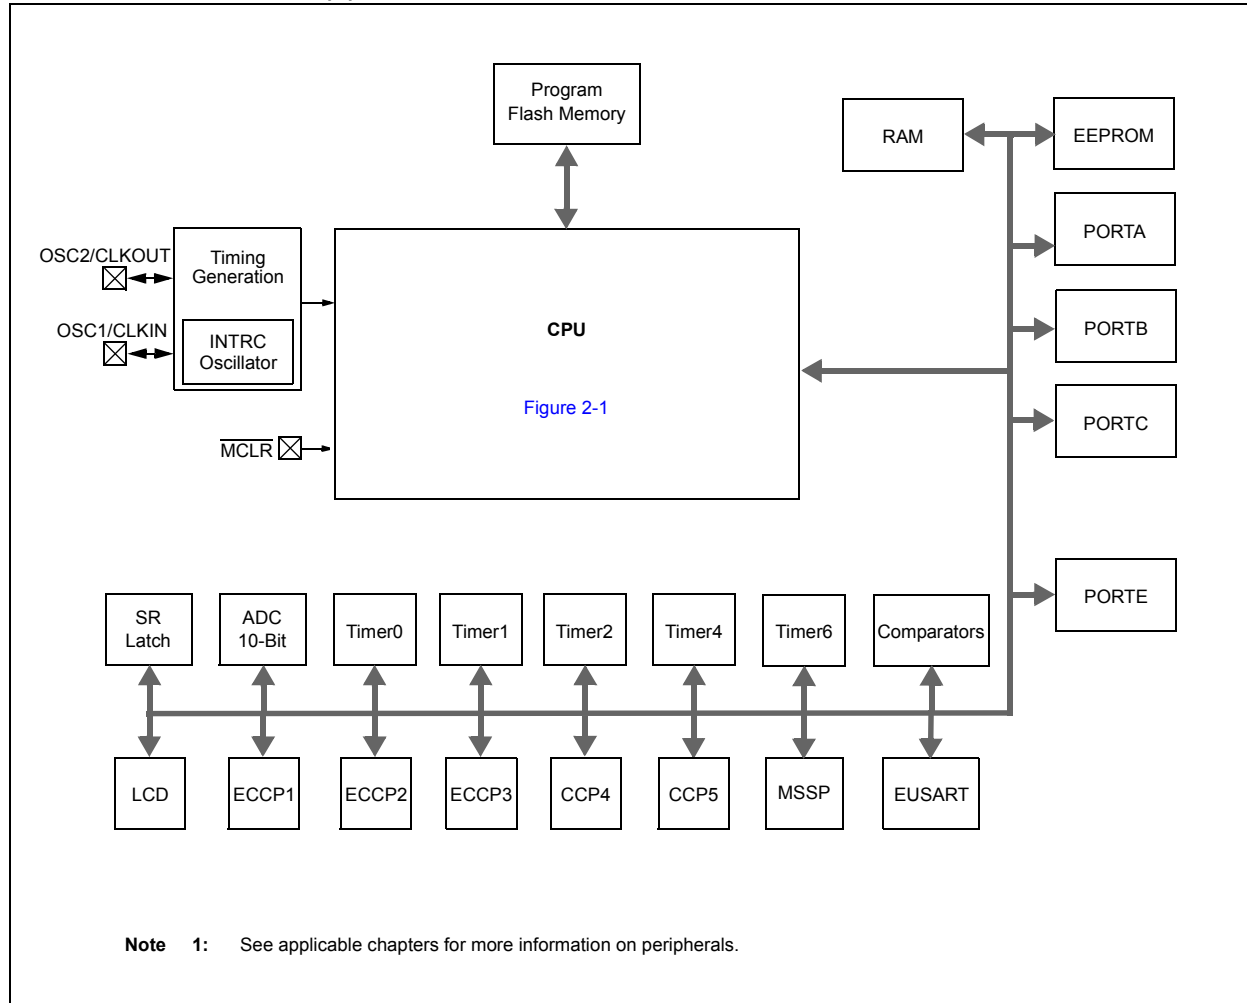 Program
Flash Memory
RAM
EEPROM
PORTA
OSC2/CLKOUT
Timing
Generation
OSC1/CLKIN
INTRC
Oscillator
CPU
PORTB
Figure 2-1
PORTC
MCLR
PORTE
SR
Latch
ADC
10-Bit
Timer0
Timer1
Timer2
Timer4
Timer6
Comparators
LCD
ECCP1
ECCP2
ECCP3
CCP4
CCP5
MSSP
EUSART
Note 1: See applicable chapters for more information on peripherals.